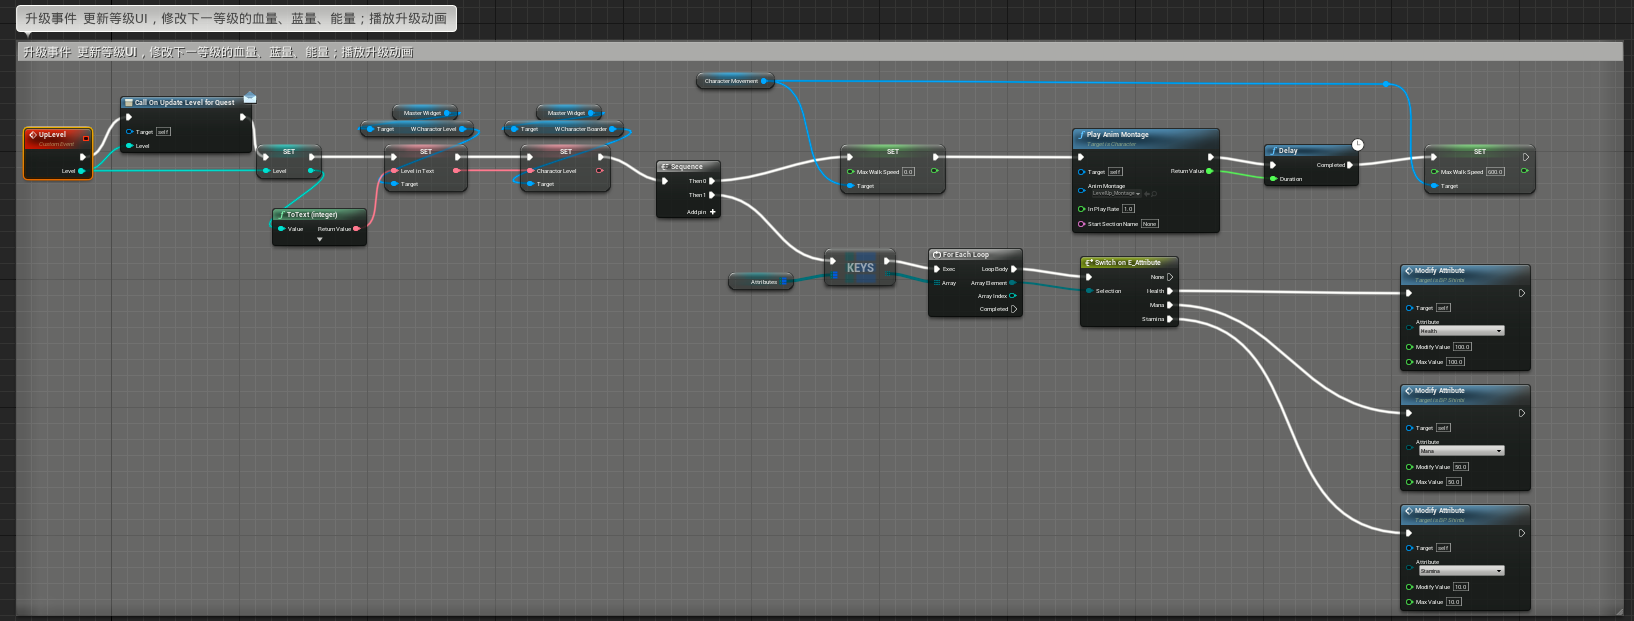 升级事件 更新等级UI，修改下一等级的血量、蓝量、能量；播放升级动画
升级事件 更新等级UI，修改下一等级的血量、蓝量、能量；播放升级动画
UpLevel
Custom Event
Level
Call On Update Level for Quest
Target self
Level
SET
Level
ToText (integer)
Value Return Value
Master Widget
Target W Character Level
SET
Level In Text
Target
Master Widget
Target W Character Boarder
SET
Character Level
Target
Sequence
Then 0
Then 1
Add pin +
Character Movement
SET
Max Walk Speed 0.0
Target
Play Anim Montage
Target is Character
Target self
Return Value
Anim Montage
LevelUp_Montage
In Play Rate 1.0
Start Section Name None
Delay
Completed
Duration
SET
Max Walk Speed 600.0
Target
Attributes
KEYS
For Each Loop
Exec Loop Body
Array Array Element
Array Index
Completed
Switch on E_Attribute
None
Selection Health
Mana
Stamina
Modify Attribute
Target is BP Shinbi
Target self
Attribute
Health
Modify Value 100.0
Max Value 100.0
Modify Attribute
Target is BP Shinbi
Target self
Attribute
Mana
Modify Value 50.0
Max Value 50.0
Modify Attribute
Target is BP Shinbi
Target self
Attribute
Stamina
Modify Value 10.0
Max Value 10.0